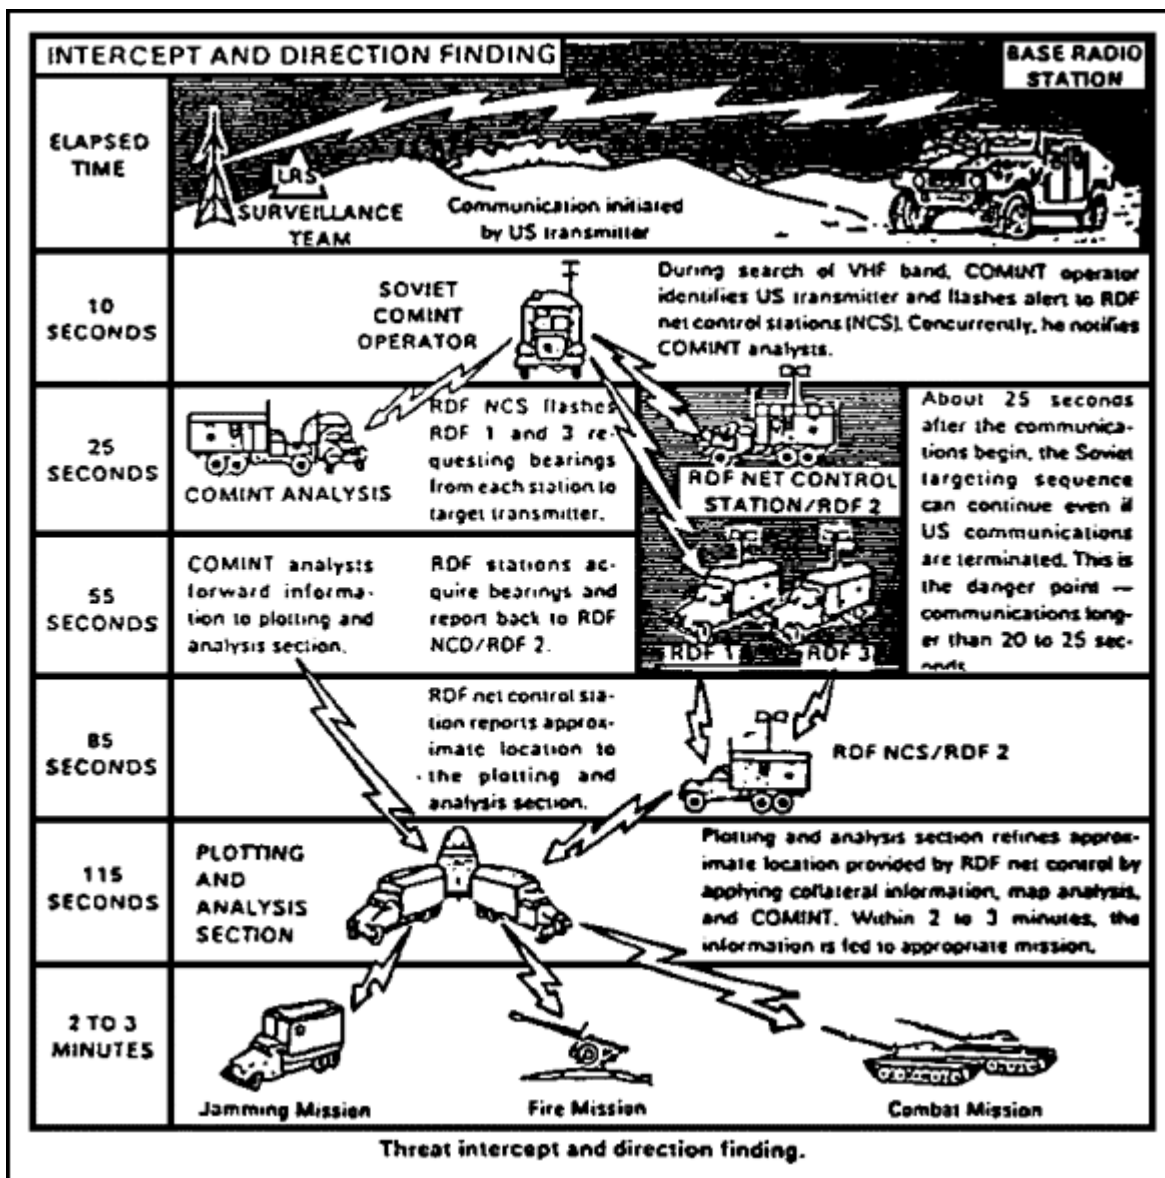 INTERCEPT AND DIRECTION FINDING
BASE RADIO
STATION
ELAPSED
TIME
LRS
SURVEILLANCE
TEAM
Communication initiated
by US transmitter
10
SECONDS
SOVIET
COMINT
OPERATOR
During search of VHF band, COMINT operator
identifies US transmitter and flashes alert to RDF
net control stations (NCS). Concurrently, he notifies
COMINT analysts.
25
SECONDS
COMINT ANALYSIS
RDF NCS flashes
RDF 1 and 3 re-
questing bearings
from each station to
target transmitter.
RDF NET CONTROL
STATION/RDF 2
About 25 seconds
after the communica-
tions begin, the Soviet
targeting sequence
can continue even if
US communications
are terminated. This is
the danger point —
communications long-
er than 20 to 25 sec-
onds.
55
SECONDS
COMINT analysts
forward informa-
tion to plotting and
analysis section.
RDF stations ac-
quire bearings and
report back to RDF
NCD/RDF 2.
RDF 1
RDF 3
85
SECONDS
RDF net control sta-
tion reports approx-
imate location to
the plotting and
analysis section.
RDF NCS/RDF 2
115
SECONDS
PLOTTING
AND
ANALYSIS
SECTION
Plotting and analysis section refines approx-
imate location provided by RDF net control by
applying collateral information, map analysis,
and COMINT. Within 2 to 3 minutes, the
information is fed to appropriate mission.
2 TO 3
MINUTES
Jamming Mission
Fire Mission
Combat Mission
Threat intercept and direction finding.